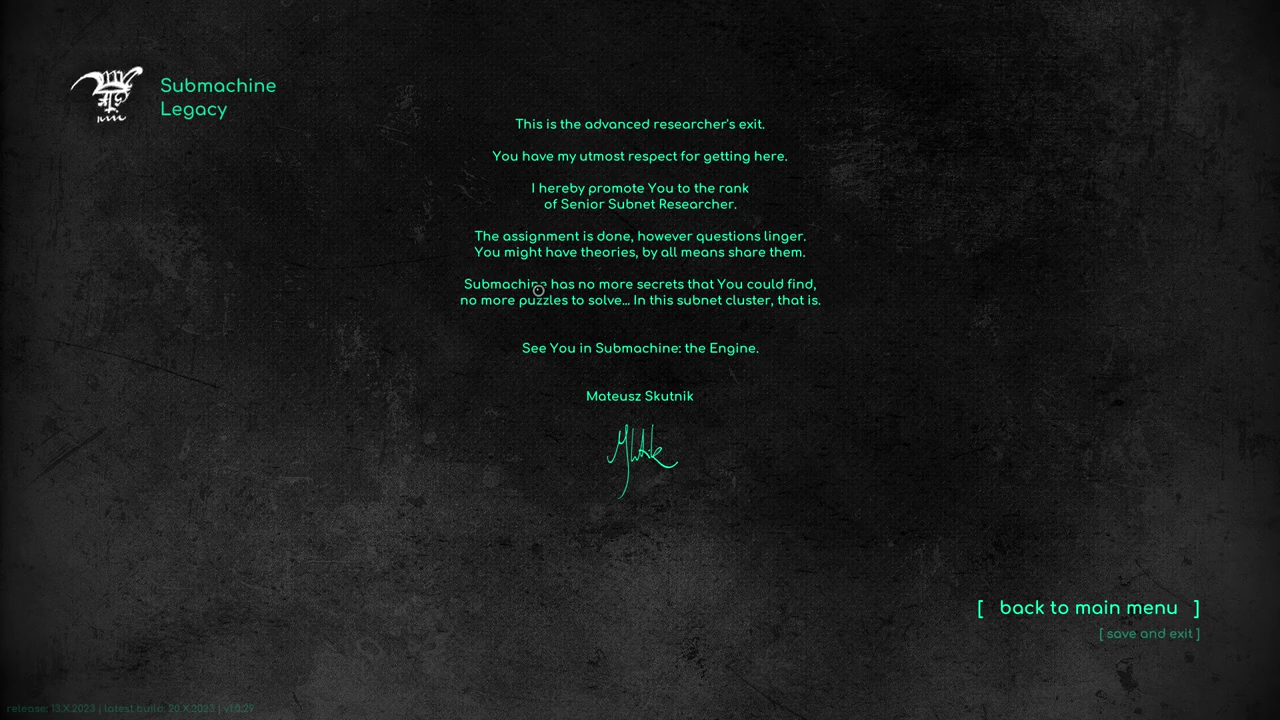 Submachine
Legacy
This is the advanced researcher's exit.
You have my utmost respect for getting here.
I hereby promote You to the rank
of Senior Subnet Researcher.
The assignment is done, however questions linger.
You might have theories, by all means share them.
Submachine has no more secrets that You could find,
no more puzzles to solve... In this subnet cluster, that is.
See You in Submachine: the Engine.
Mateusz Skutnik
[ back to main menu ]
[ save and exit ]
release: 13.X.2023 | latest build: 20.X.2023 | v1.0.29